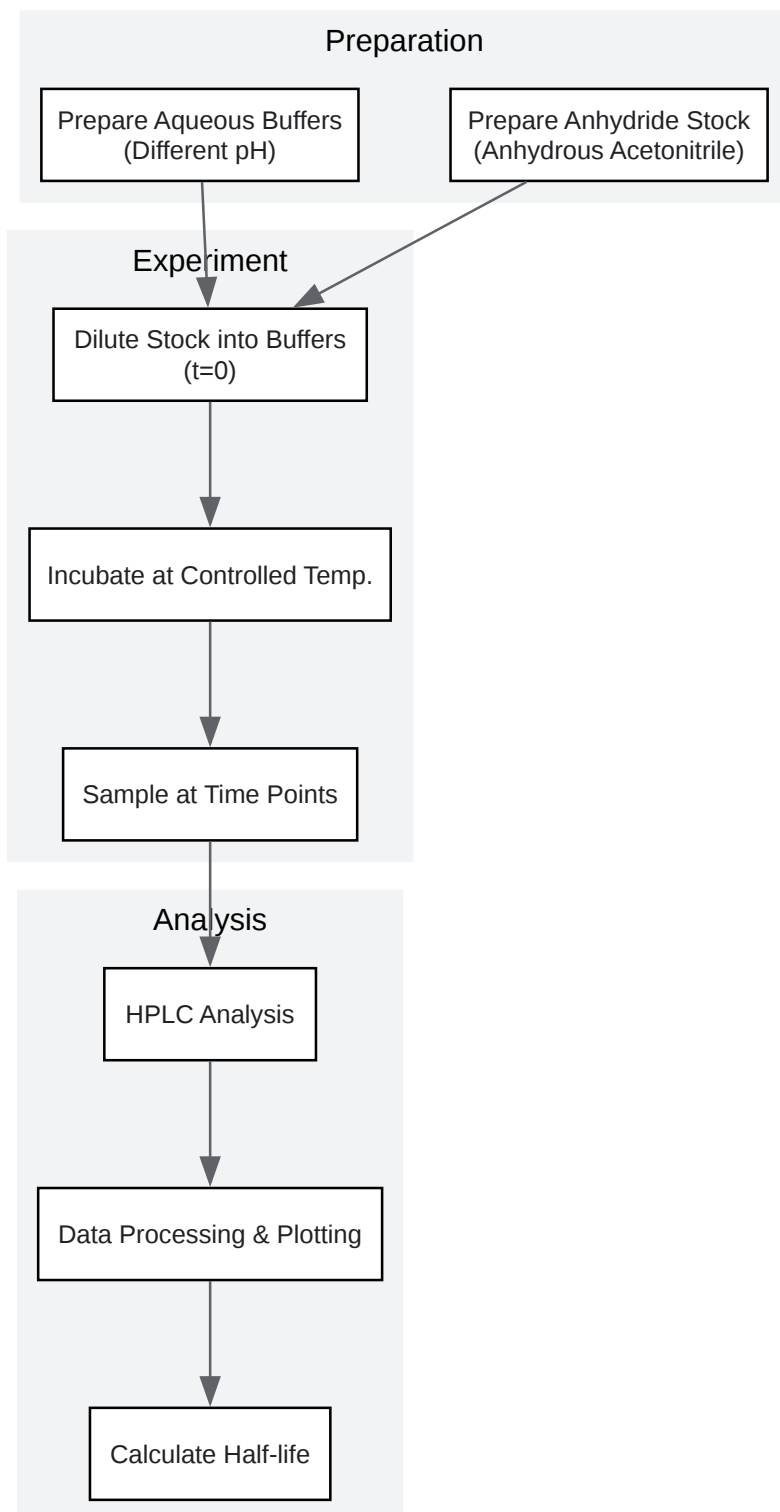 Preparation
Prepare Aqueous Buffers
(Different pH)
Prepare Anhydride Stock
(Anhydrous Acetonitrile)
Experiment
Dilute Stock into Buffers
(t=0)
Incubate at Controlled Temp.
Sample at Time Points
Analysis
HPLC Analysis
Data Processing & Plotting
Calculate Half-life